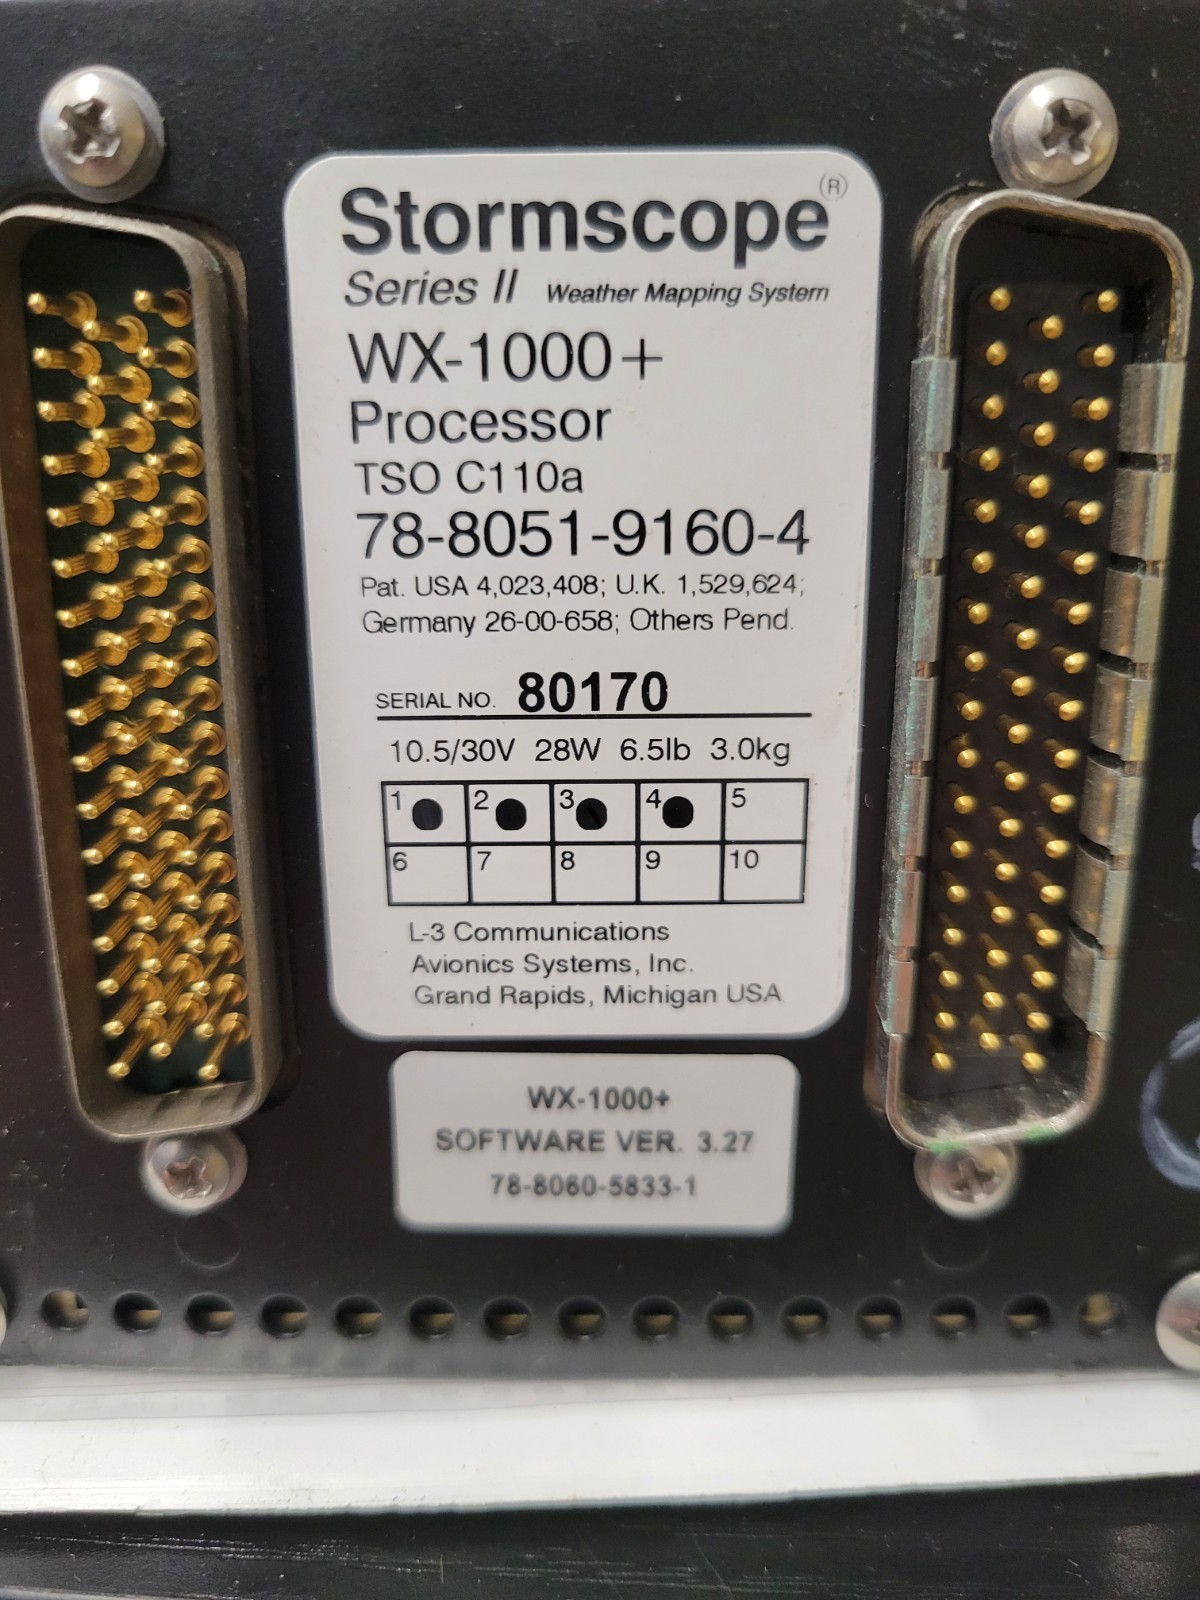 Stormscope®
Series II Weather Mapping System
WX-1000+
Processor
TSO C110a
78-8051-9160-4
Pat. USA 4,023,408; U.K. 1,529,624;
Germany 26-00-658; Others Pend.
SERIAL NO. 80170
10.5/30V 28W 6.5lb 3.0kg
1 2 3 4 5
6 7 8 9 10
L-3 Communications
Avionics Systems, Inc.
Grand Rapids, Michigan USA
WX-1000+
SOFTWARE VER. 3.27
78-8060-5833-1